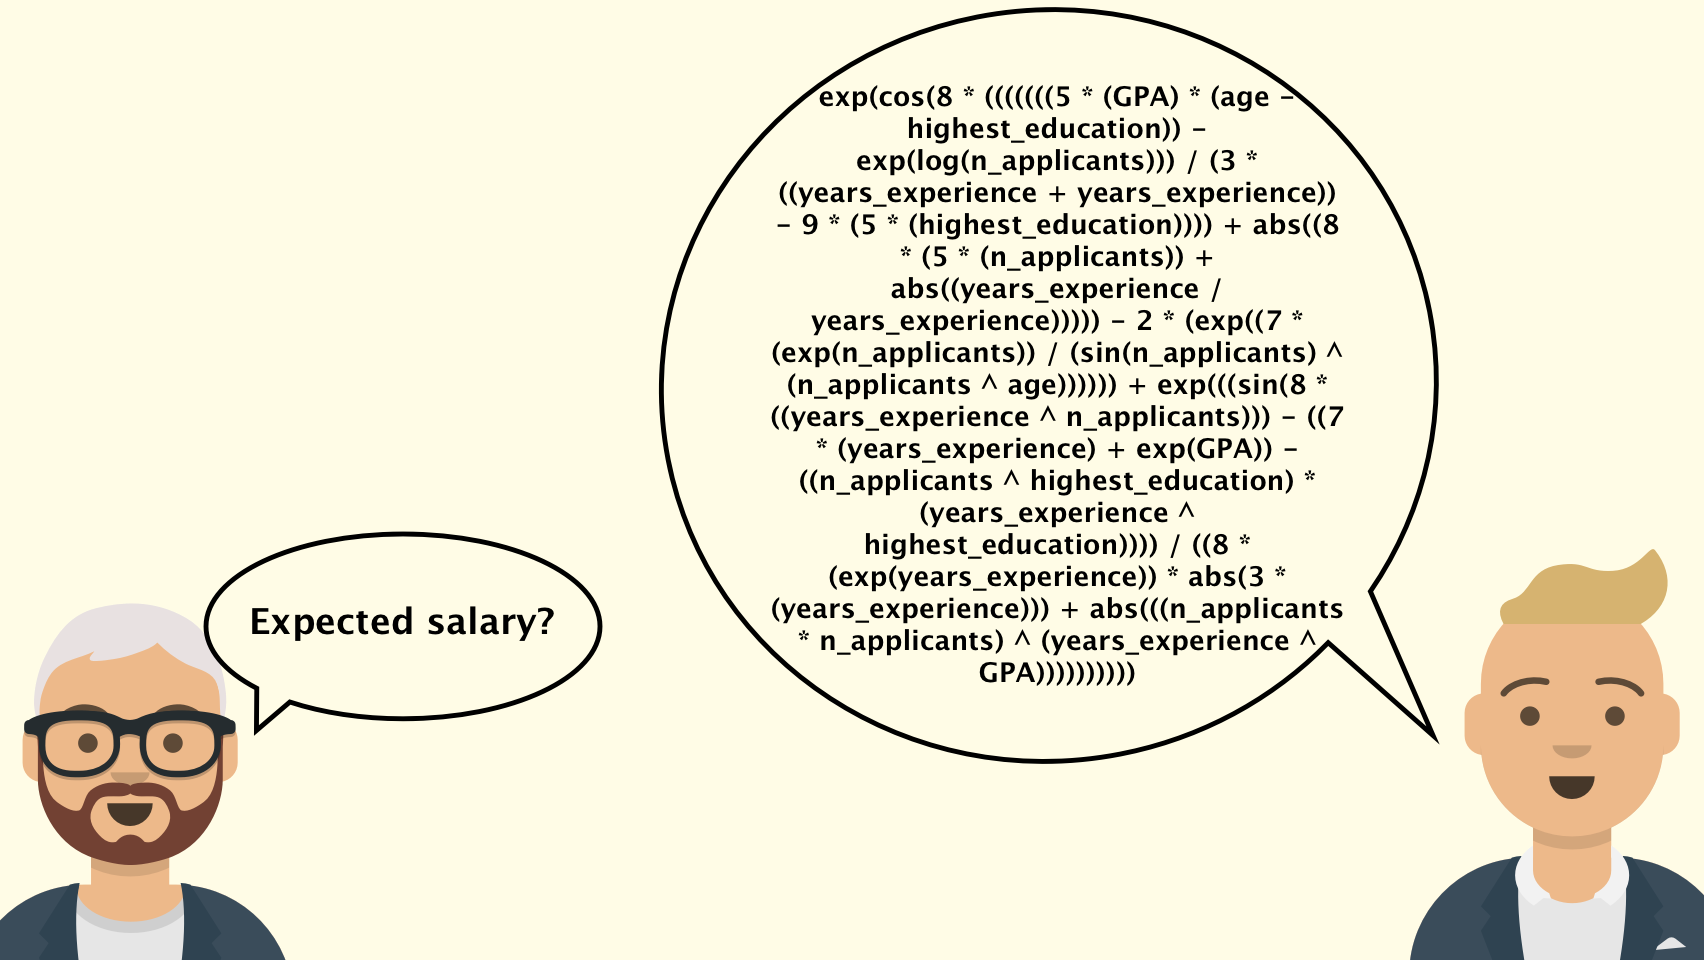 Expected salary?
exp(cos(8 * (((((((5 * (GPA) * (age –
highest_education)) –
exp(log(n_applicants))) / (3 *
((years_experience + years_experience))
– 9 * (5 * (highest_education)))) + abs((8
* (5 * (n_applicants)) +
abs((years_experience /
years_experience))))) – 2 * (exp((7 *
(exp(n_applicants)) / (sin(n_applicants) ^
(n_applicants ^ age)))))) + exp(((sin(8 *
((years_experience ^ n_applicants))) – ((7
* (years_experience) + exp(GPA)) –
((n_applicants ^ highest_education) *
(years_experience ^
highest_education)))) / ((8 *
(exp(years_experience)) * abs(3 *
(years_experience))) + abs(((n_applicants
* n_applicants) ^ (years_experience ^
GPA))))))))))